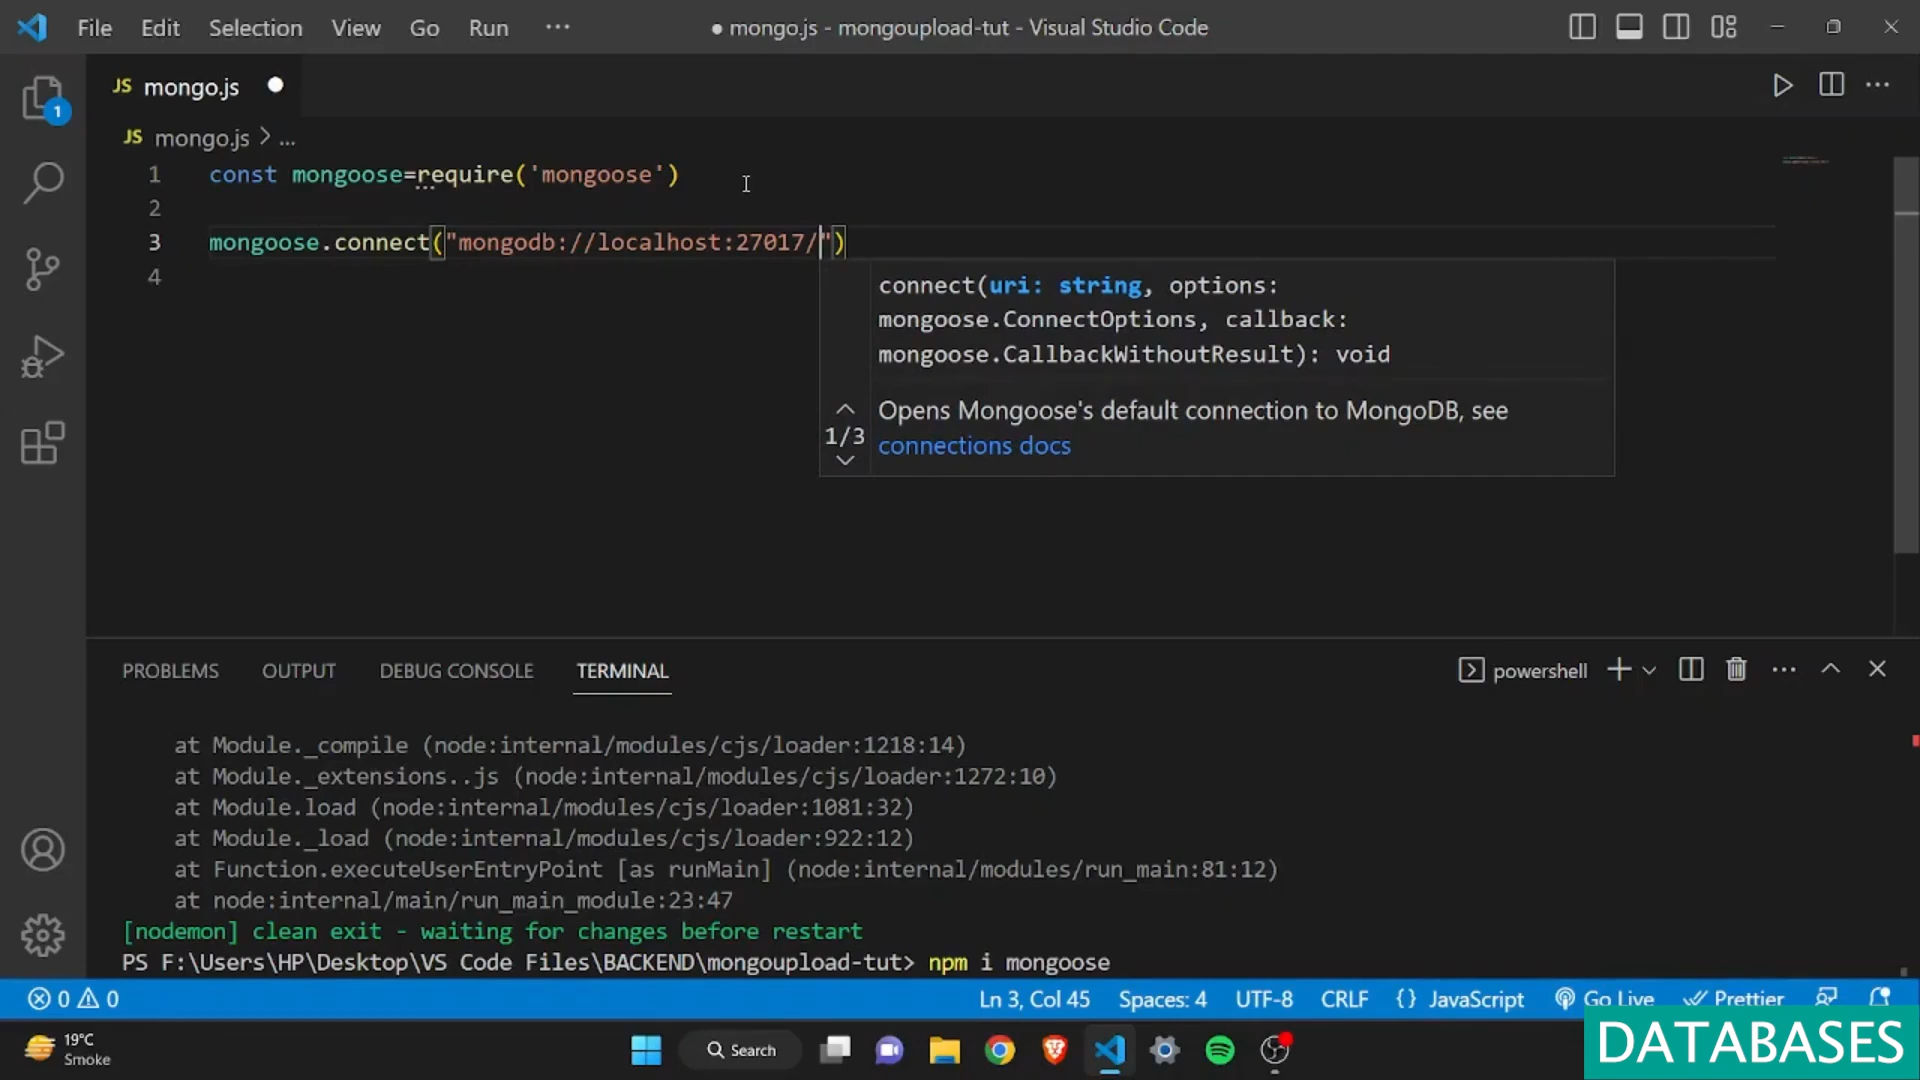 File Edit Selection View Go Run ··· ● mongo.js - mongoupload-tut - Visual Studio Code
1
JS mongo.js ●
JS mongo.js > ...
1 const mongoose=require('mongoose')
2
3 mongoose.connect("mongodb://localhost:27017/")
4
connect(uri: string, options:
mongoose.ConnectOptions, callback:
mongoose.CallbackWithoutResult): void
Opens Mongoose's default connection to MongoDB, see
1/3
connections docs
PROBLEMS OUTPUT DEBUG CONSOLE TERMINAL powershell
at Module._compile (node:internal/modules/cjs/loader:1218:14)
at Module._extensions..js (node:internal/modules/cjs/loader:1272:10)
at Module.load (node:internal/modules/cjs/loader:1081:32)
at Module._load (node:internal/modules/cjs/loader:922:12)
at Function.executeUserEntryPoint [as runMain] (node:internal/modules/run_main:81:12)
at node:internal/main/run_main_module:23:47
[nodemon] clean exit - waiting for changes before restart
PS F:\Users\HP\Desktop\VS Code Files\BACKEND\mongoupload-tut> npm i mongoose
0 0 Ln 3, Col 45 Spaces: 4 UTF-8 CRLF {} JavaScript Go Live Prettier
19°C
Smoke
Search
DATABASES